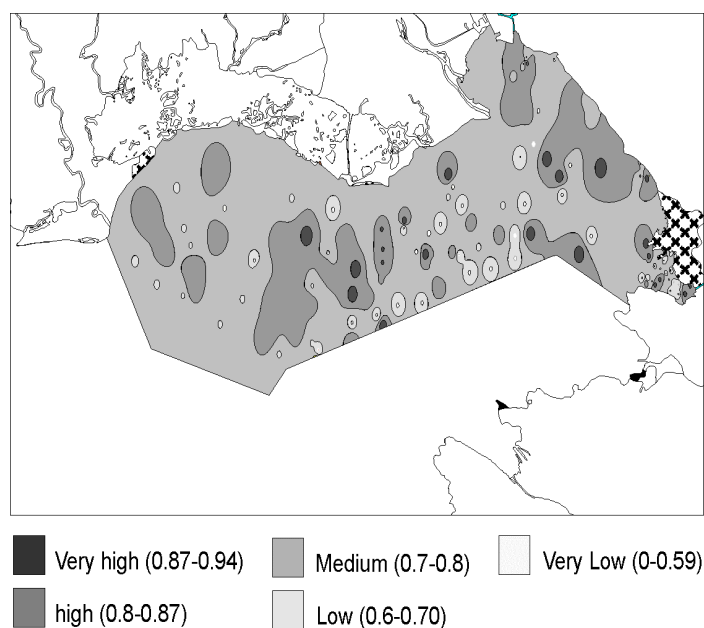 Very high (0.87-0.94)
Medium (0.7-0.8)
Very Low (0-0.59)
high (0.8-0.87)
Low (0.6-0.70)